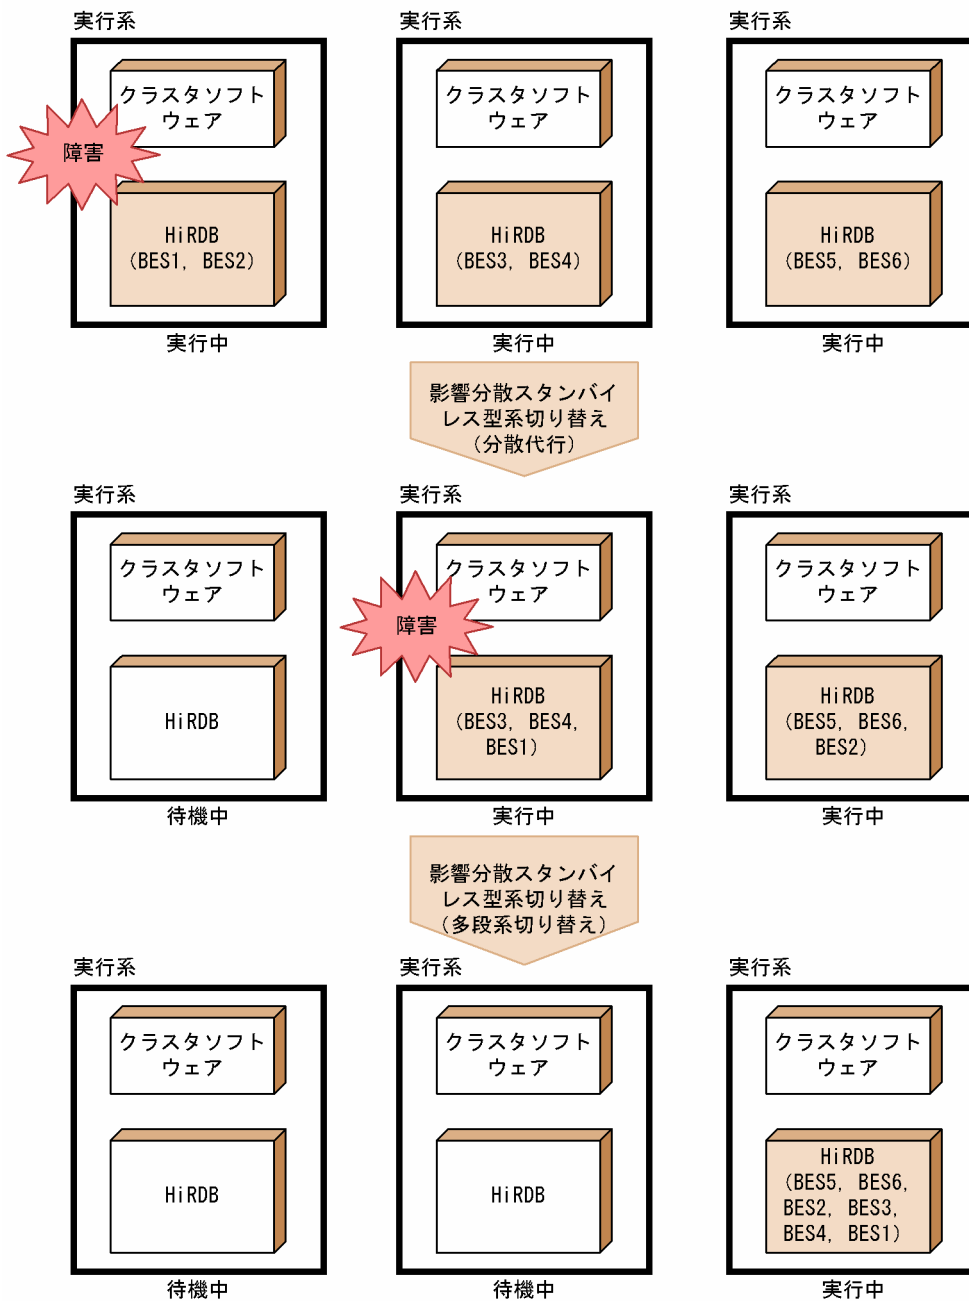 実行系
実行系
実行系
クラスタソフト
ウェア
クラスタソフト
ウェア
クラスタソフト
ウェア
障害
HiRDB
(BES1, BES2)
HiRDB
(BES3, BES4)
HiRDB
(BES5, BES6)
実行中
実行中
実行中
影響分散スタンバイ
レス型系切り替え
(分散代行)
実行系
実行系
実行系
クラスタソフト
ウェア
クラスタソフト
ウェア
クラスタソフト
ウェア
障害
HiRDB
HiRDB
(BES3, BES4,
BES1)
HiRDB
(BES5, BES6,
BES2)
待機中
実行中
実行中
影響分散スタンバイ
レス型系切り替え
(多段系切り替え)
実行系
実行系
実行系
クラスタソフト
ウェア
クラスタソフト
ウェア
クラスタソフト
ウェア
HiRDB
HiRDB
HiRDB
(BES5, BES6,
BES2, BES3,
BES4, BES1)
待機中
待機中
実行中